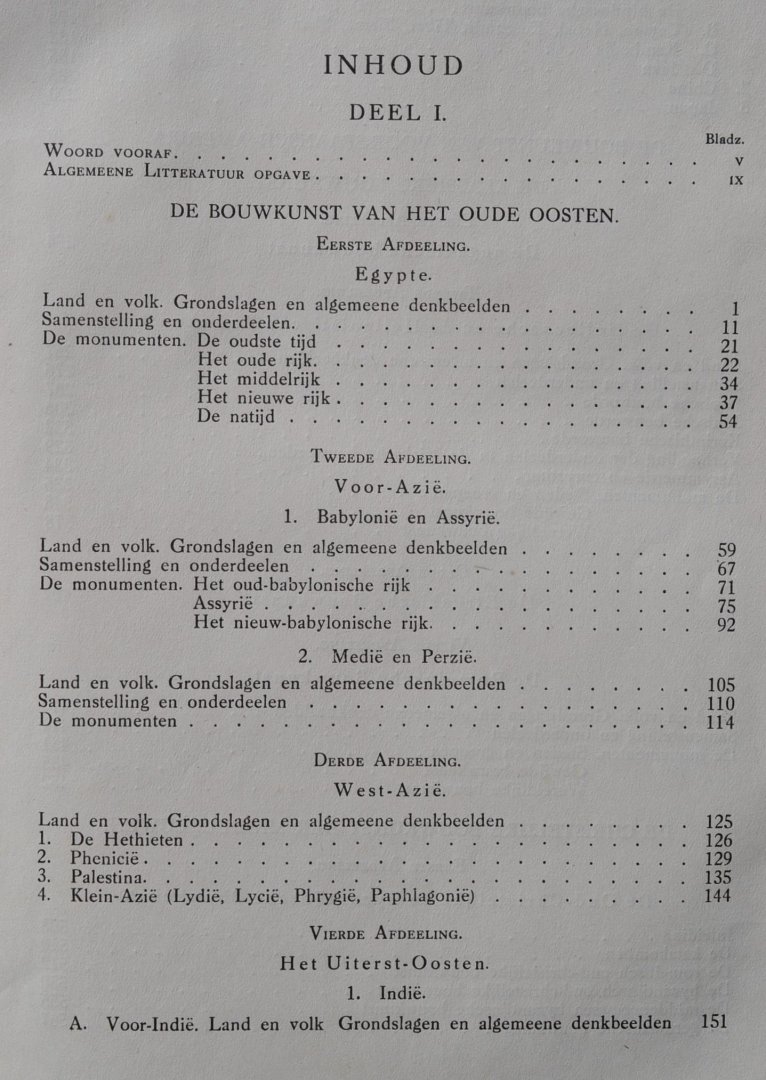 INHOUD
DEEL I.
Bladz.
WOORD VOORAF. . . . . . . . . . . . . . . . . . . V
ALGEMEENE LITTERATUUR OPGAVE . . . . . . . . . . . . . IX
DE BOUWKUNST VAN HET OUDE OOSTEN.
EERSTE AFDEELING.
Egypte.
Land en volk. Grondslagen en algemeene denkbeelden . . . . . . . 1
Samenstelling en onderdeelen. . . . . . . . . . . . . . . 11
De monumenten. De oudste tijd . . . . . . . . . . . . . 21
Het oude rijk. . . . . . . . . . . . . . 22
Het middelrijk . . . . . . . . . . . . . 34
Het nieuwe rijk . . . . . . . . . . . . . 37
De natijd . . . . . . . . . . . . . . . 54
TWEEDE AFDEELING.
Voor-Azië.
1. Babylonië en Assyrië.
Land en volk. Grondslagen en algemeene denkbeelden . . . . . . . 59
Samenstelling en onderdeelen . . . . . . . . . . . . . . 67
De monumenten. Het oud-babylonische rijk . . . . . . . . . . 71
Assyrië . . . . . . . . . . . . . . . 75
Het nieuw-babylonische rijk. . . . . . . . . . 92
2. Medië en Perzië.
Land en volk. Grondslagen en algemeene denkbeelden . . . . . . . 105
Samenstelling en onderdeelen . . . . . . . . . . . . . . 110
De monumenten . . . . . . . . . . . . . . . . . . 114
DERDE AFDEELING.
West-Azië.
Land en volk. Grondslagen en algemeene denkbeelden . . . . . . . 125
1. De Hethieten . . . . . . . . . . . . . . . . . . 126
2. Phenicië . . . . . . . . . . . . . . . . . . . . 129
3. Palestina. . . . . . . . . . . . . . . . . . . . 135
4. Klein-Azië (Lydië, Lycië, Phrygië, Paphlagonië) . . . . . . . . 144
VIERDE AFDEELING.
Het Uiterst-Oosten.
1. Indië.
A. Voor-Indië. Land en volk Grondslagen en algemeene denkbeelden 151